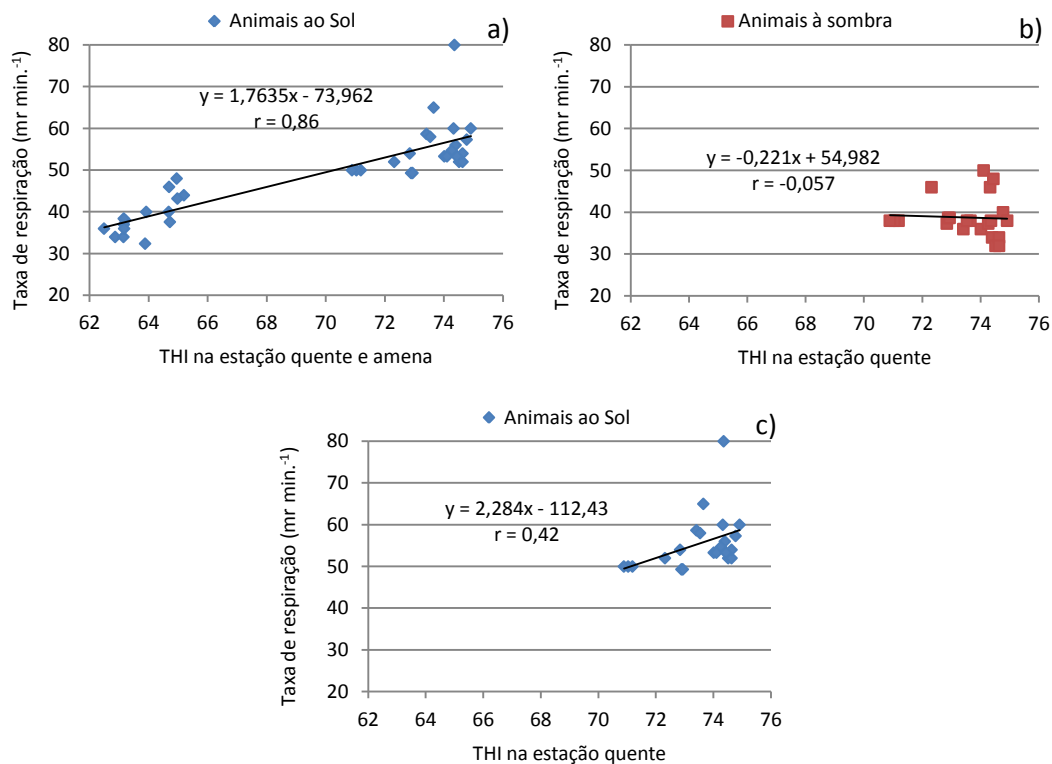 Animais ao Sol
a)
Taxa de respiração (mr min.⁻¹)
80
70
60
50
40
30
20
y = 1,7635x - 73,962
r = 0,86
62 64 66 68 70 72 74 76
THI na estação quente e amena
Animais à sombra
b)
Taxa de respiração (mr min.⁻¹)
80
70
60
50
40
30
20
y = -0,221x + 54,982
r = -0,057
62 64 66 68 70 72 74 76
THI na estação quente
Animais ao Sol
c)
Taxa de respiração (mr min.⁻¹)
80
70
60
50
40
30
20
y = 2,284x - 112,43
r = 0,42
62 64 66 68 70 72 74 76
THI na estação quente